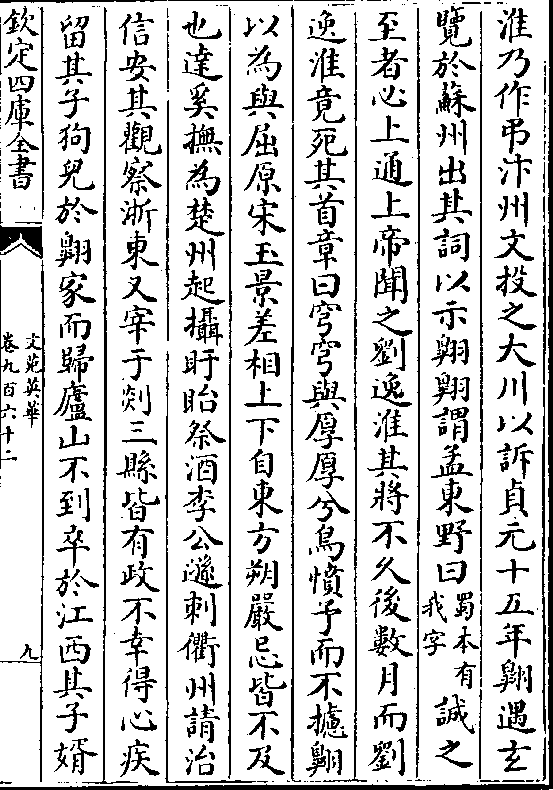 淮乃作弔汴州文投之大川以訴貞元十五年翺遇玄
覽於蘇州出其詞以示翺翺謂孟東野曰蜀本有我字誠之
至者必上通上帝聞之劉逸淮其將不久後數月而劉
逸淮竟死其首章曰穹穹與厚厚兮烏憤予而不攄翺
以為與屈原宋玉景差相上下自東方朔嚴忌皆不及
也達奚撫為楚州起攝盱眙祭酒李公遜刺衢州請治
信安其觀察浙東又宰于剡三縣皆有政不幸得心疾
留其子狗兒於翺家而歸廬山不到卒於江西其子婿
欽定四庫全書
文苑英華
卷九百六十二
九